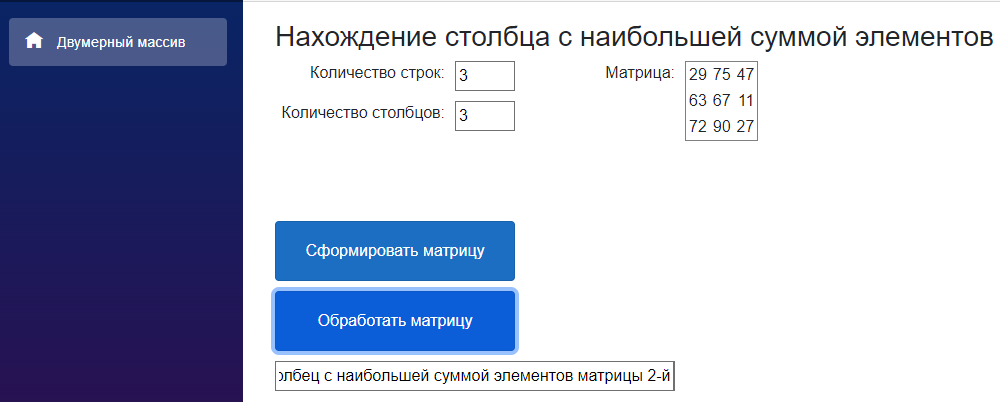 Двумерный массив
Нахождение столбца с наибольшей суммой элементов
Количество строк: 3
Количество столбцов: 3
Матрица:
29 75 47
63 67 11
72 90 27
Сформировать матрицу
Обработать матрицу
олбец с наибольшей суммой элементов матрицы 2-й